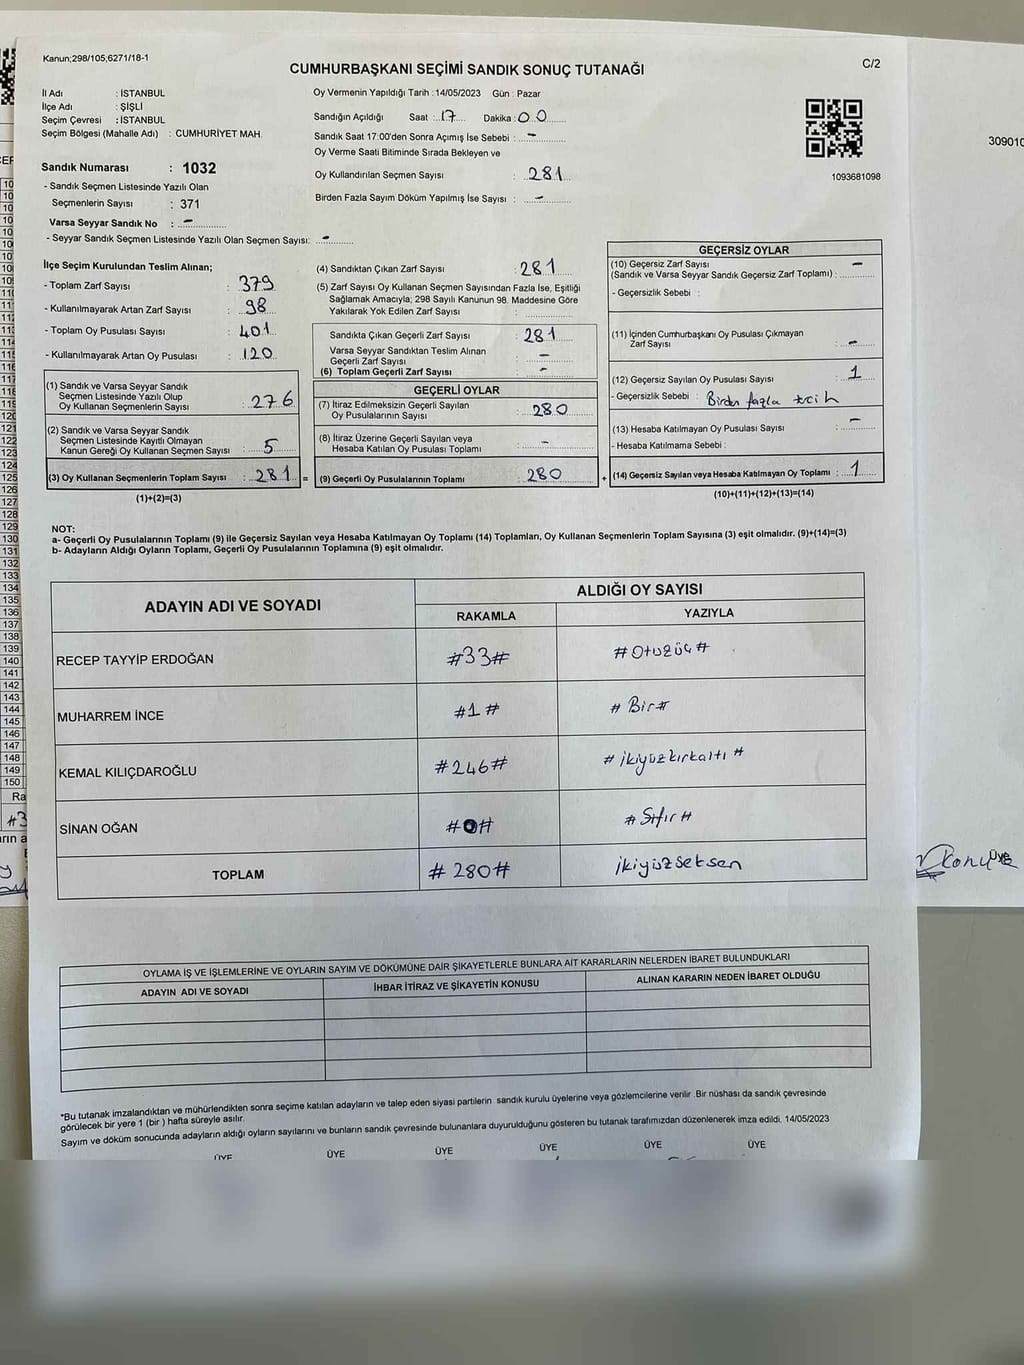 Kanun;298/105;6271/18-1
C/2
CUMHURBAŞKANI SEÇİMİ SANDIK SONUÇ TUTANAĞI
İl Adı : İSTANBUL
İlçe Adı : ŞİŞLİ
Seçim Çevresi : İSTANBUL
Seçim Bölgesi (Mahalle Adı) : CUMHURİYET MAH.
Sandık Numarası : 1032
- Sandık Seçmen Listesinde Yazılı Olan
Seçmenlerin Sayısı : 371
Varsa Seyyar Sandık No : -
- Seyyar Sandık Seçmen Listesinde Yazılı Olan Seçmen Sayısı: -
Oy Vermenin Yapıldığı Tarih : 14/05/2023 Gün : Pazar
Sandığın Açıldığı Saat : 17 Dakika : 00
Sandık Saat 17:00'den Sonra Açımış İse Sebebi : -
Oy Verme Saati Bitiminde Sırada Bekleyen ve
Oy Kullandırılan Seçmen Sayısı : 281
Birden Fazla Sayım Döküm Yapılmış İse Sayısı : -
1093681098
309010
İlçe Seçim Kurulundan Teslim Alınan;
- Toplam Zarf Sayısı : 379
- Kullanılmayarak Artan Zarf Sayısı : 98
- Toplam Oy Pusulası Sayısı : 401
- Kullanılmayarak Artan Oy Pusulası : 120
(1) Sandık ve Varsa Seyyar Sandık
Seçmen Listesinde Yazılı Olup
Oy Kullanan Seçmenlerin Sayısı : 276
(2) Sandık ve Varsa Seyyar Sandık
Seçmen Listesinde Kayıtlı Olmayan
Kanun Gereği Oy Kullanan Seçmen Sayısı : 5
(3) Oy Kullanan Seçmenlerin Toplam Sayısı : 281 =
(1)+(2)=(3)
(4) Sandıktan Çıkan Zarf Sayısı : 281
(5) Zarf Sayısı Oy Kullanan Seçmen Sayısından Fazla İse, Eşitliği
Sağlamak Amacıyla; 298 Sayılı Kanunun 98. Maddesine Göre
Yakılarak Yok Edilen Zarf Sayısı :
Sandıkta Çıkan Geçerli Zarf Sayısı : 281
Varsa Seyyar Sandıktan Teslim Alınan
Geçerli Zarf Sayısı : -
(6) Toplam Geçerli Zarf Sayısı : -
GEÇERLİ OYLAR
(7) İtiraz Edilmeksizin Geçerli Sayılan
Oy Pusulalarının Sayısı : 280
(8) İtiraz Üzerine Geçerli Sayılan veya
Hesaba Katılan Oy Pusulası Toplamı : -
(9) Geçerli Oy Pusulalarının Toplamı : 280 +
GEÇERSİZ OYLAR
(10) Geçersiz Zarf Sayısı -
(Sandık ve Varsa Seyyar Sandık Geçersiz Zarf Toplamı) :
- Geçersizlik Sebebi :
(11) İçinden Cumhurbaşkanı Oy Pusulası Çıkmayan
Zarf Sayısı : -
(12) Geçersiz Sayılan Oy Pusulası Sayısı : 1
- Geçersizlik Sebebi : Birden fazla tercih
(13) Hesaba Katılmayan Oy Pusulası Sayısı : -
- Hesaba Katılmama Sebebi :
(14) Geçersiz Sayılan veya Hesaba Katılmayan Oy Toplamı : 1
(10)+(11)+(12)+(13)=(14)
NOT:
a- Geçerli Oy Pusulalarının Toplamı (9) ile Geçersiz Sayılan veya Hesaba Katılmayan Oy Toplamı (14) Toplamları, Oy Kullanan Seçmenlerin Toplam Sayısına (3) eşit olmalıdır. (9)+(14)=(3)
b- Adayların Aldığı Oyların Toplamı, Geçerli Oy Pusulalarının Toplamına (9) eşit olmalıdır.
ADAYIN ADI VE SOYADI ALDIĞI OY SAYISI
RAKAMLA YAZIYLA
RECEP TAYYİP ERDOĞAN #33# #Otuzüç#
MUHARREM İNCE #1# #Bir#
KEMAL KILIÇDAROĞLU #246# #ikiyüzkırkaltı#
SİNAN OĞAN #0# #Sıfır#
TOPLAM #280# ikiyüzseksen
OYLAMA İŞ VE İŞLEMLERİNE VE OYLARIN SAYIM VE DÖKÜMÜNE DAİR ŞİKAYETLERLE BUNLARA AİT KARARLARIN NELERDEN İBARET BULUNDUKLARI
ADAYIN ADI VE SOYADI İHBAR İTİRAZ VE ŞİKAYETİN KONUSU ALINAN KARARIN NEDEN İBARET OLDUĞU
*Bu tutanak imzalandıktan ve mühürlendikten sonra seçime katılan adayların ve talep eden siyasi partilerin sandık kurulu üyelerine veya gözlemcilerine verilir. Bir nüshası da sandık çevresinde
görülecek bir yere 1 (bir) hafta süreyle asılır.
Sayım ve döküm sonucunda adayların aldığı oyların sayılarını ve bunların sandık çevresinde bulunanlara duyurulduğunu gösteren bu tutanak tarafımızdan düzenlenerek imza edildi. 14/05/2023
ÜYE ÜYE ÜYE ÜYE ÜYE ÜYE
ÜYE